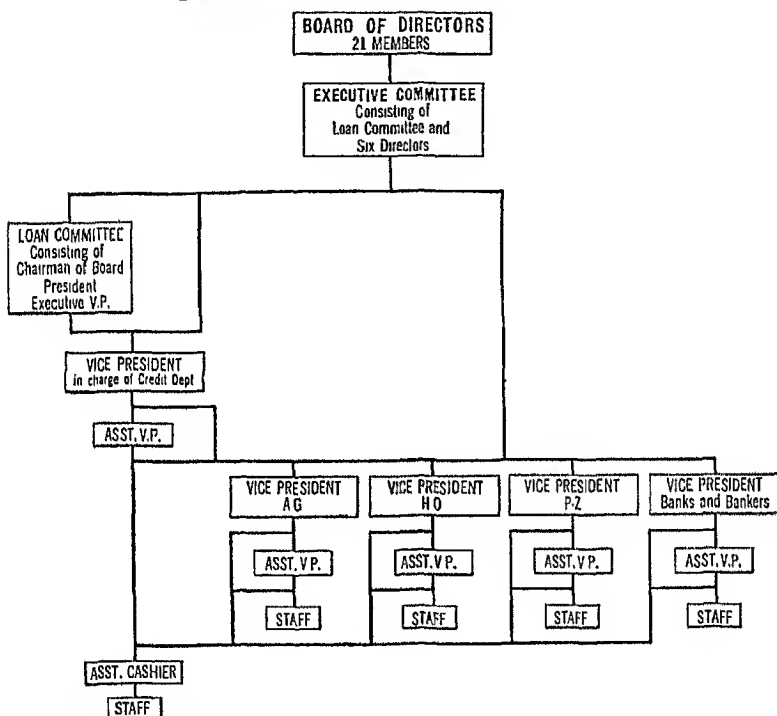 BOARD OF DIRECTORS
21 MEMBERS
EXECUTIVE COMMITTEE
Consisting of
Loan Committee and
Six Directors
LOAN COMMITTEE
Consisting of
Chairman of Board
President
Executive V.P.
VICE PRESIDENT
in charge of Credit Dept
ASST. V.P.
VICE PRESIDENT
A G
VICE PRESIDENT
H O
VICE PRESIDENT
P-Z
VICE PRESIDENT
Banks and Bankers
ASST. V P.
ASST. V P.
ASST. V P.
ASST. V.P.
STAFF
STAFF
STAFF
STAFF
ASST. CASHIER
STAFF